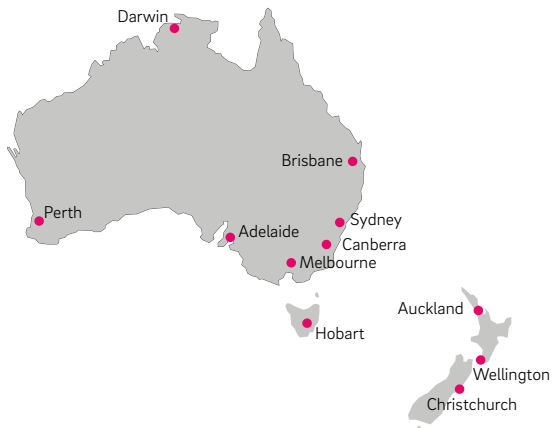 Darwin
Brisbane
Perth
Sydney
Adelaide
Canberra
Melbourne
Auckland
Hobart
Wellington
Christchurch